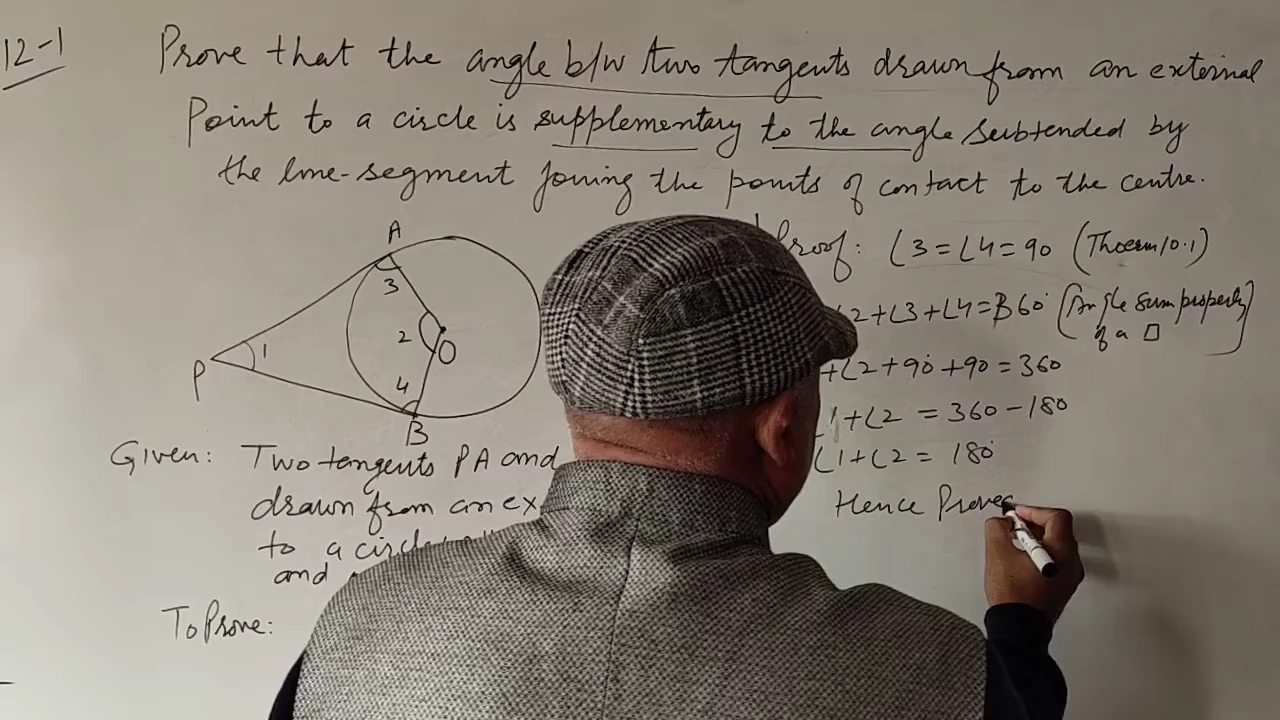 12-1
Prove that the angle b/w two tangents drawn from an external
Point to a circle is supplementary to the angle subtended by
the line-segment joining the points of contact to the centre.
A
3
2
O
1
P
4
B
Given: Two tangents PA and
drawn from an ex
to a circle
and
To Prove:
Proof: ∠3 = ∠4 = 90 (Theorm 10.1)
∠2+∠3+∠4 = 360° (Angle sum property
of a □)
+∠2+90°+90 = 360
∠1+∠2 = 360-180
∠1+∠2 = 180°
Hence Prove